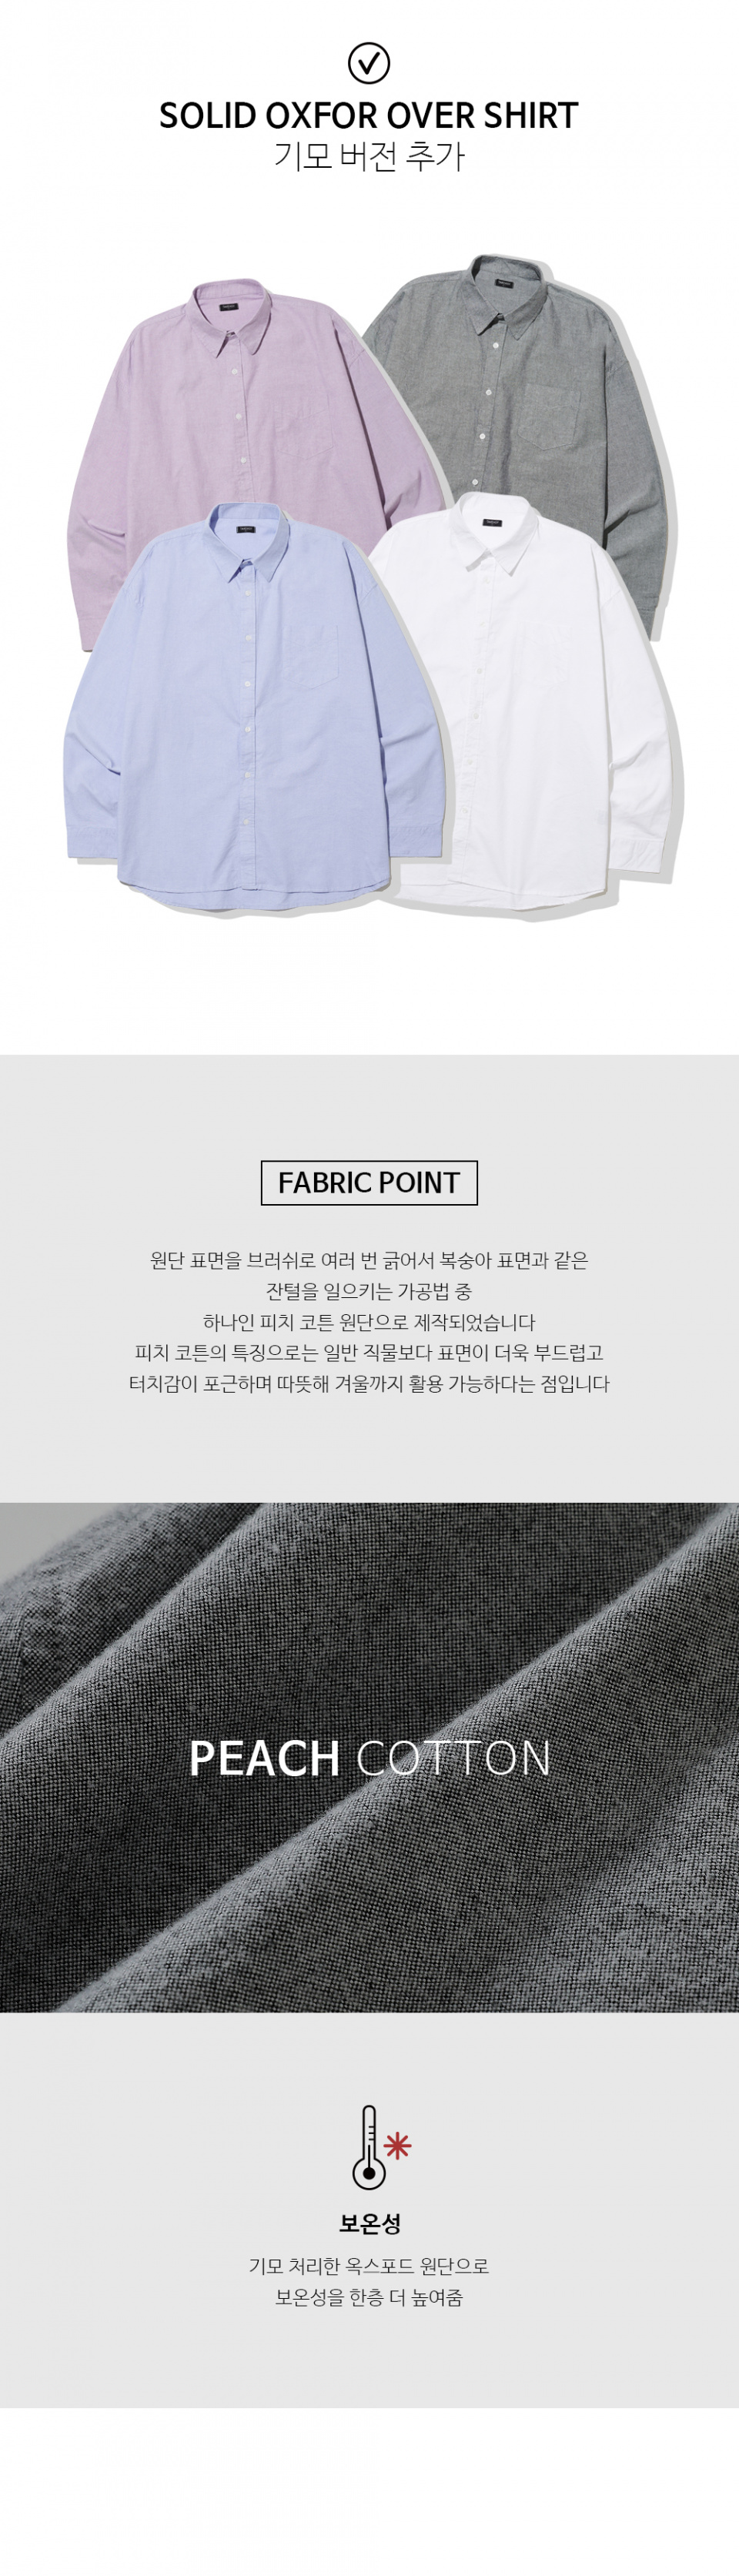 SOLID OXFOR OVER SHIRT
기모 버전 추가
FABRIC POINT
원단 표면을 브러쉬로 여러 번 긁어서 복숭아 표면과 같은
잔털을 일으키는 가공법 중
하나인 피치 코튼 원단으로 제작되었습니다
피치 코튼의 특징으로는 일반 직물보다 표면이 더욱 부드럽고
터치감이 포근하며 따뜻해 겨울까지 활용 가능하다는 점입니다
PEACH COTTON
보온성
기모 처리한 옥스포드 원단으로
보온성을 한층 더 높여줌